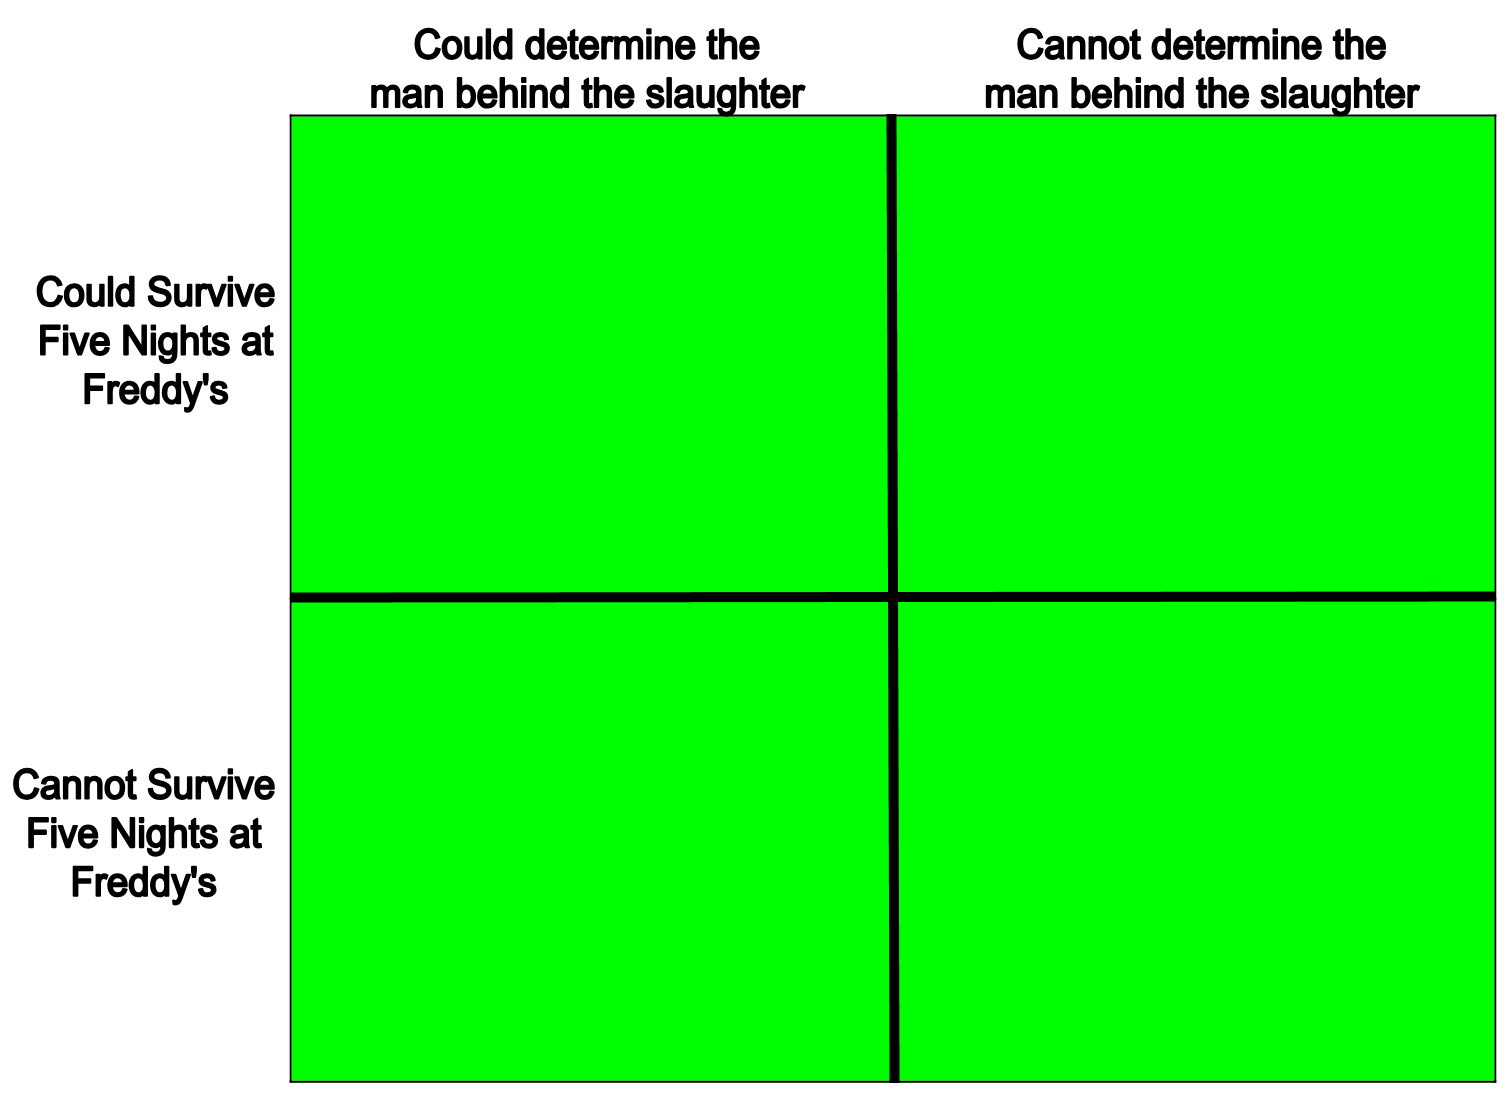 Could determine the
man behind the slaughter
Cannot determine the
man behind the slaughter
Could Survive
Five Nights at
Freddy's
Cannot Survive
Five Nights at
Freddy's